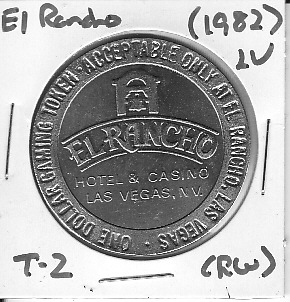 El Rancho (1982)
LV
ONE DOLLAR GAMING TOKEN • ACCEPTABLE ONLY AT EL RANCHO, LAS VEGAS •
EL RANCHO
HOTEL & CASINO
LAS VEGAS, NV.
T-2 (RW)